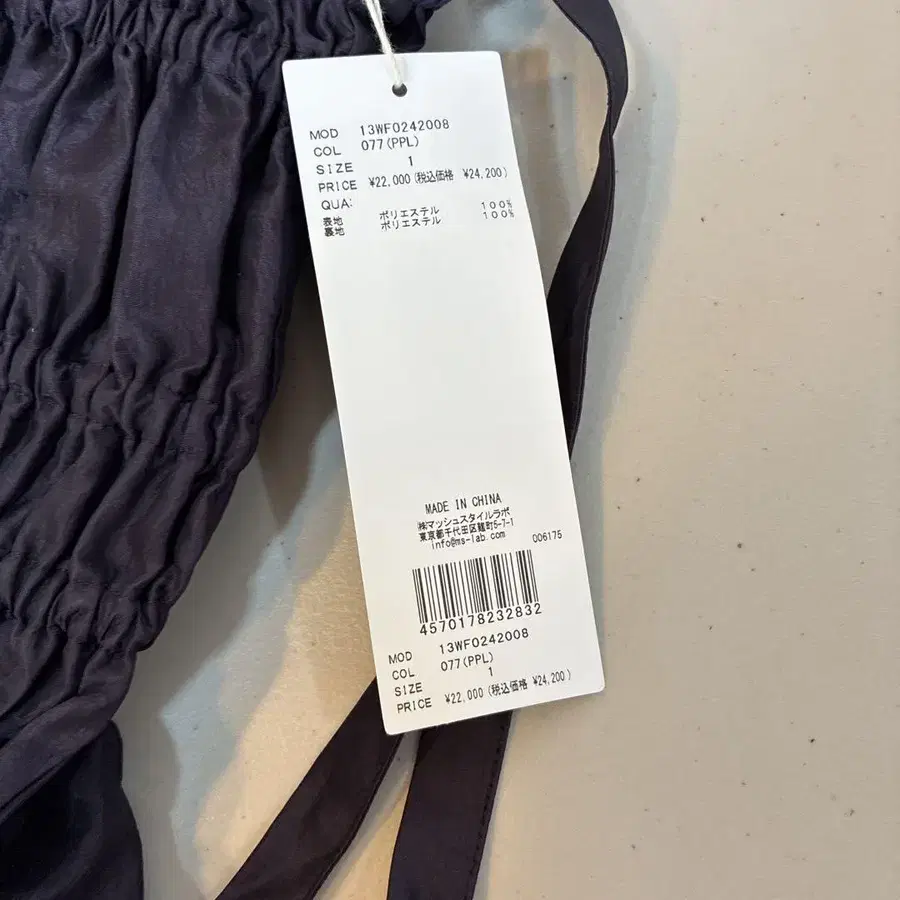 MOD 13WF0242008
COL 077(PPL)
SIZE 1
PRICE ¥22,000(税込価格 ¥24,200)
QUA:
表地 ポリエステル 100%
裏地 ポリエステル 100%
MADE IN CHINA
㈱マッシュスタイルラボ
東京都千代田区麹町5-7-1
info@ms-lab.com 006175
4570178232832
MOD 13WF0242008
COL 077(PPL)
SIZE 1
PRICE ¥22,000(税込価格 ¥24,200)